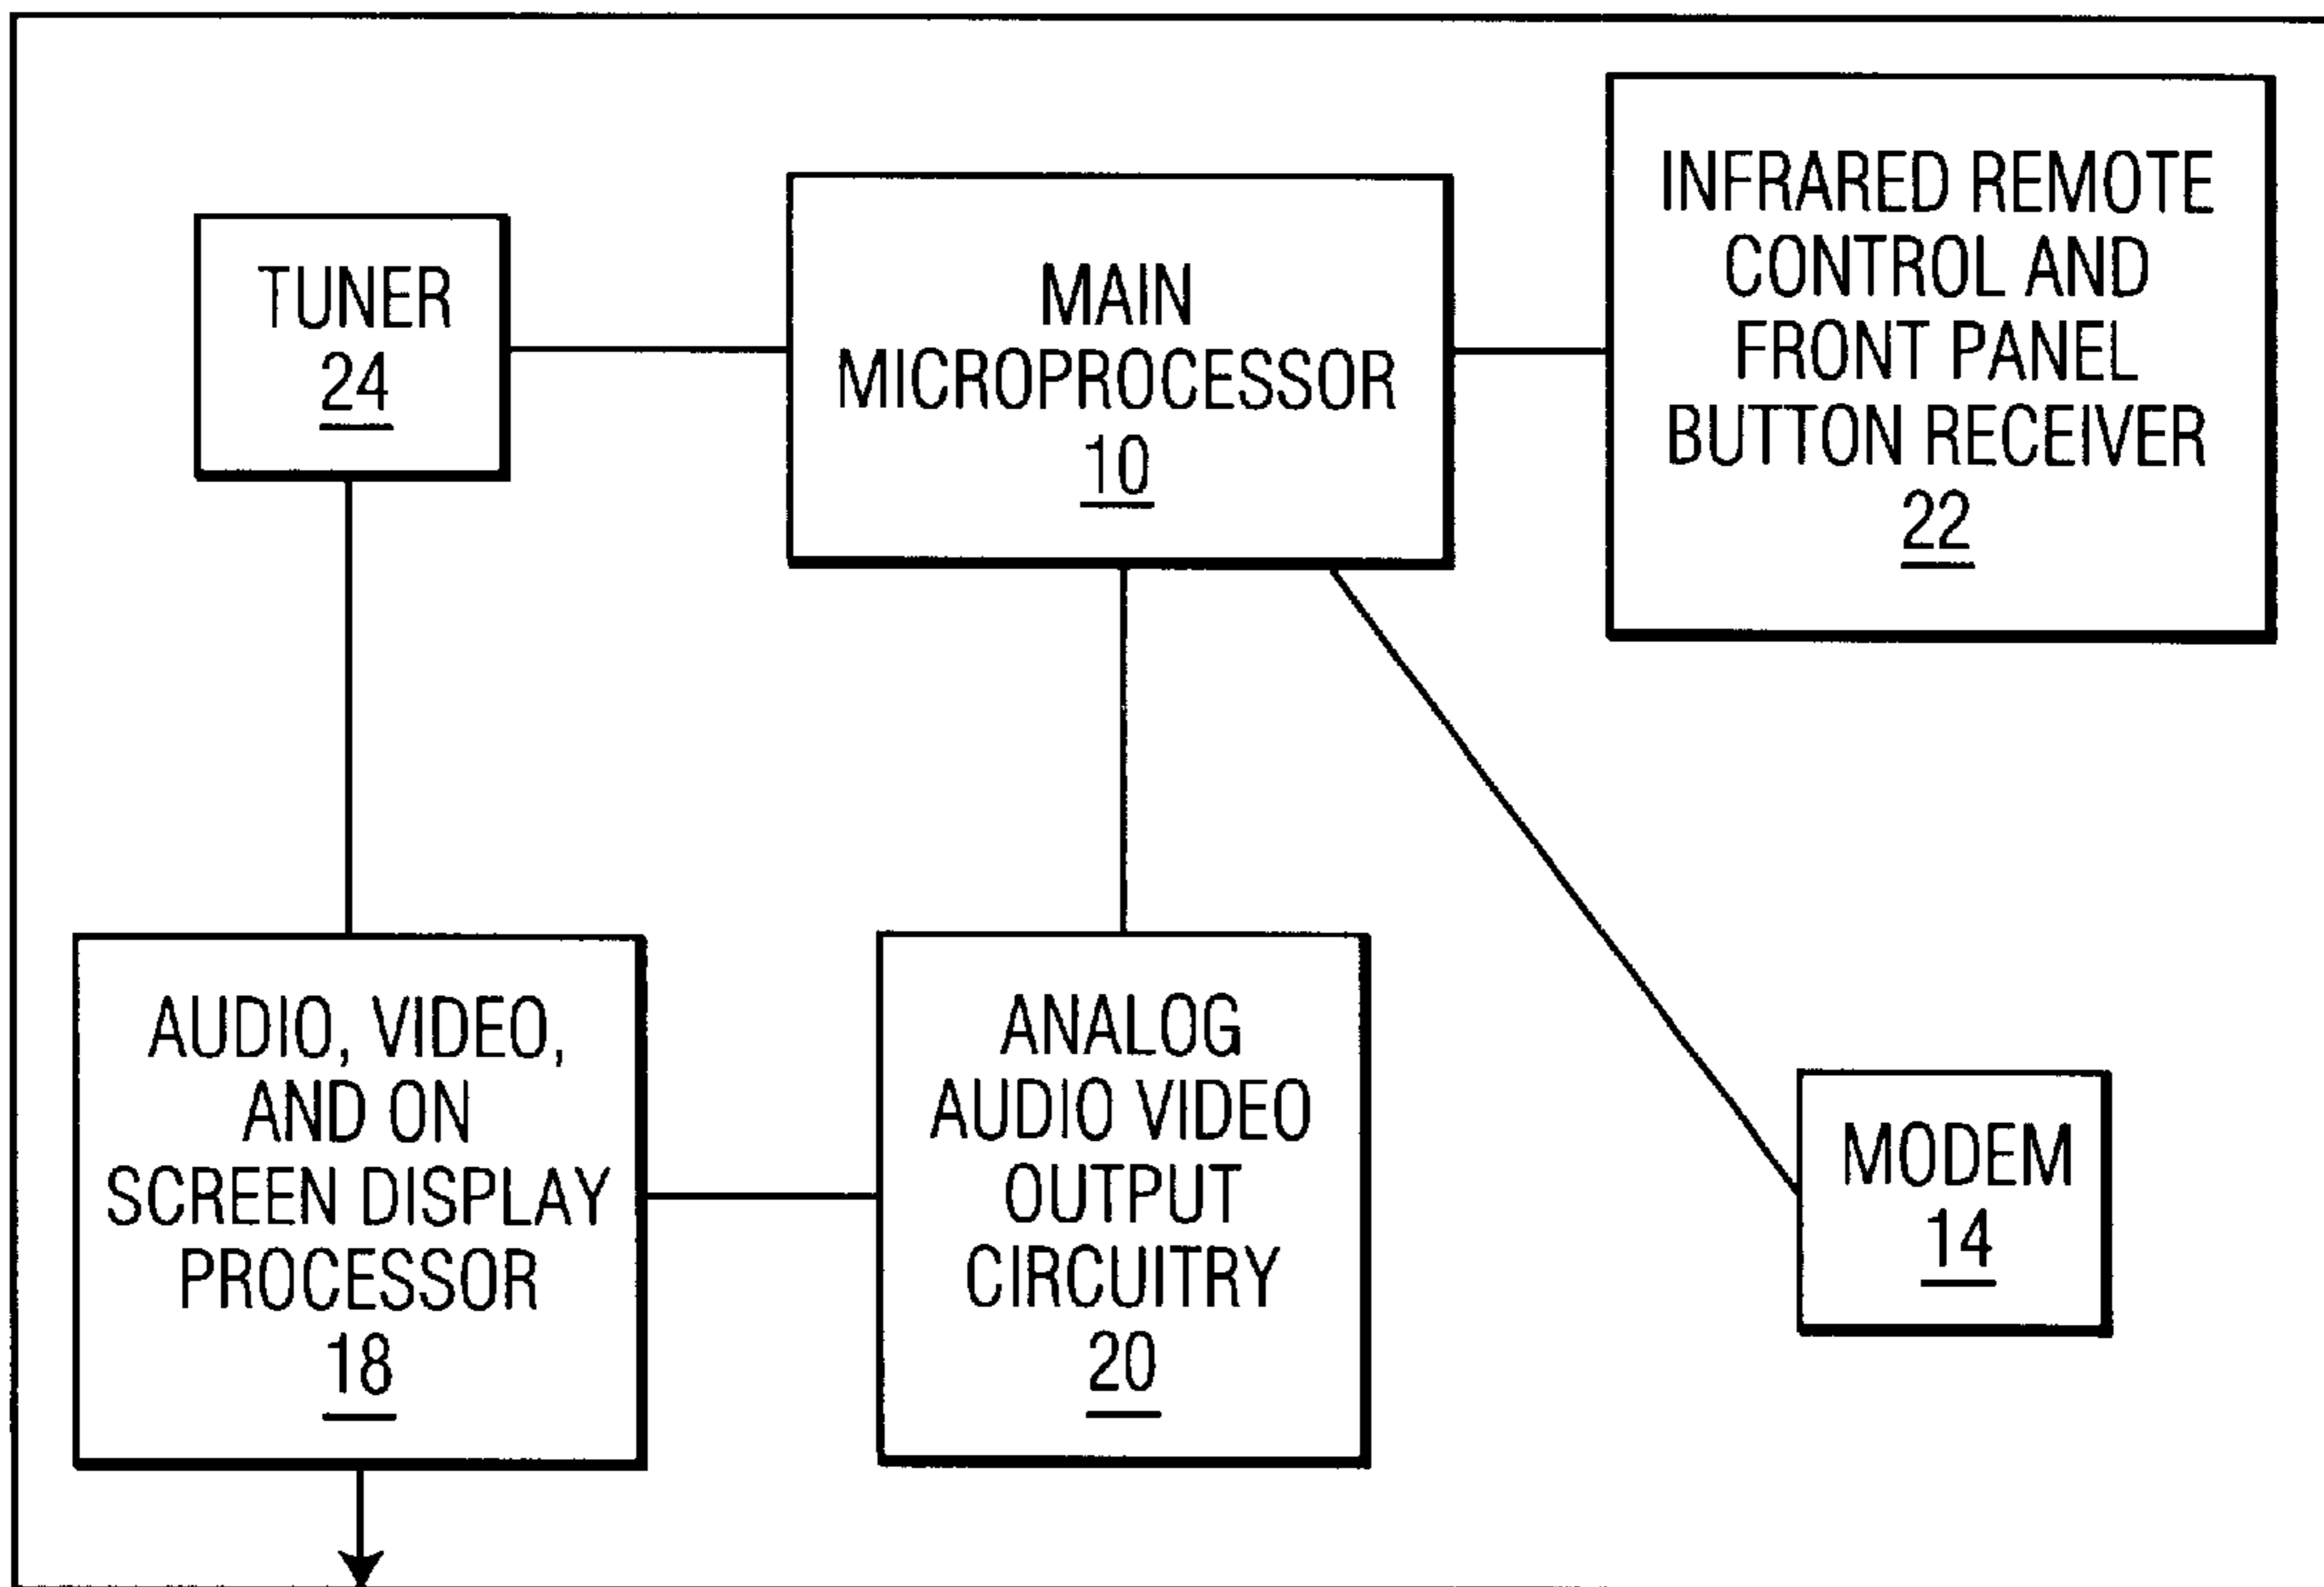 TUNER
24
MAIN
MICROPROCESSOR
10
INFRARED REMOTE
CONTROL AND
FRONT PANEL
BUTTON RECEIVER
22
AUDIO, VIDEO,
AND ON
SCREEN DISPLAY
PROCESSOR
18
ANALOG
AUDIO VIDEO
OUTPUT
CIRCUITRY
20
MODEM
14